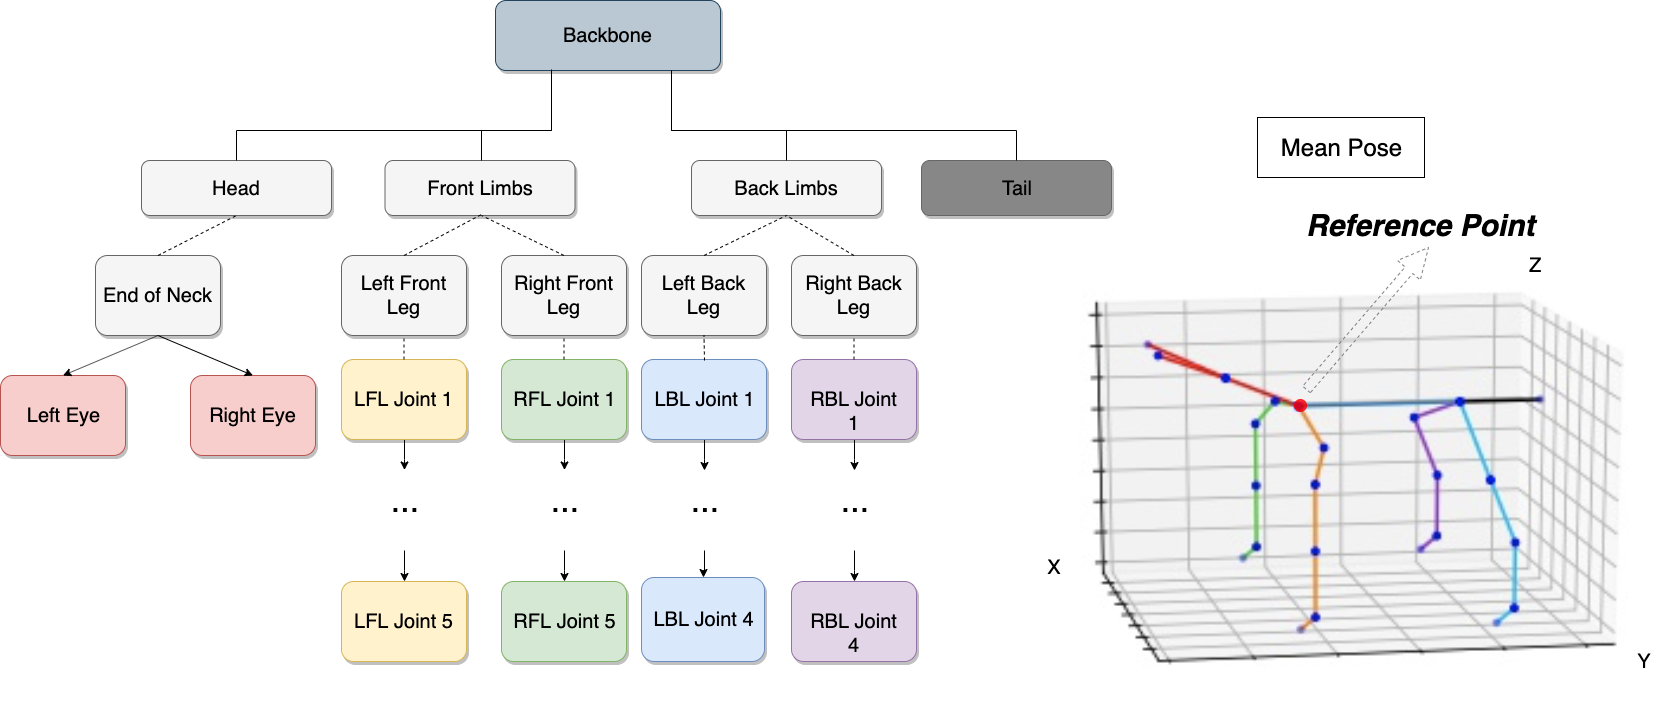 Backbone
Head
Front Limbs
Back Limbs
Tail
Mean Pose
Reference Point
End of Neck
Left Front
Leg
Right Front
Leg
Left Back
Leg
Right Back
Leg
Z
Left Eye
Right Eye
LFL Joint 1
RFL Joint 1
LBL Joint 1
RBL Joint
1
...
...
...
...
X
LFL Joint 5
RFL Joint 5
LBL Joint 4
RBL Joint
4
Y